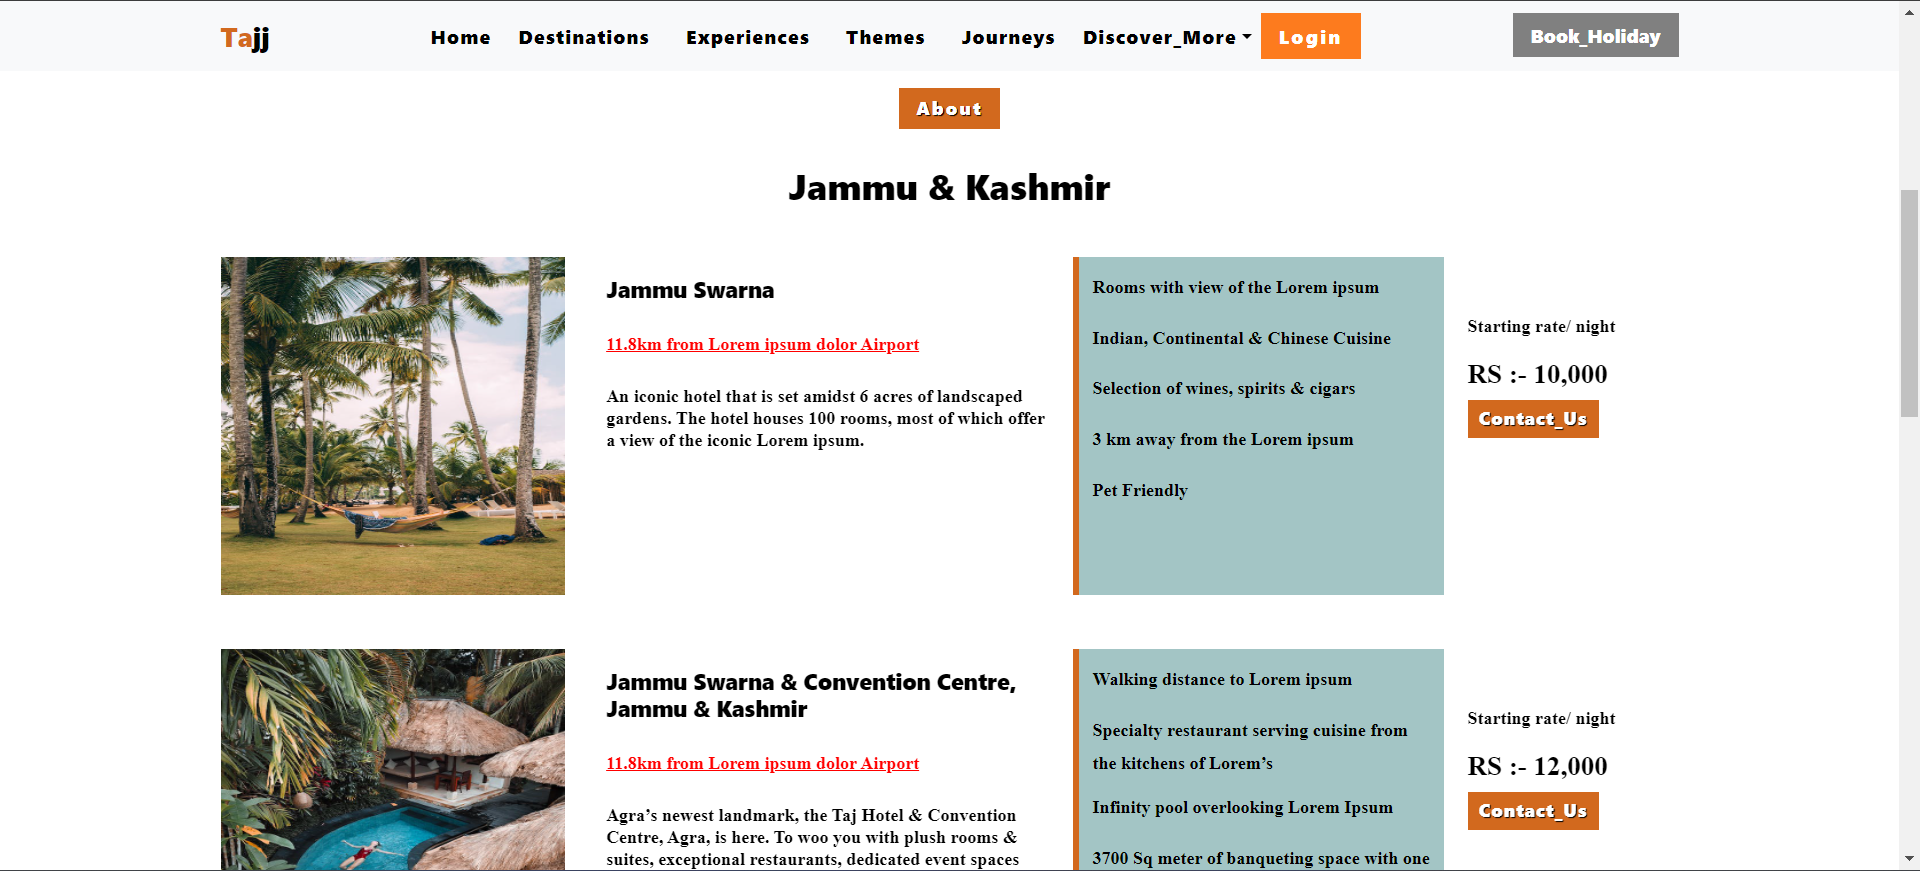 Tajj
Home Destinations Experiences Themes Journeys Discover_More Login Book_Holiday
About
Jammu & Kashmir
Jammu Swarna
11.8km from Lorem ipsum dolor Airport
An iconic hotel that is set amidst 6 acres of landscaped
gardens. The hotel houses 100 rooms, most of which offer
a view of the iconic Lorem ipsum.
Rooms with view of the Lorem ipsum
Indian, Continental & Chinese Cuisine
Selection of wines, spirits & cigars
3 km away from the Lorem ipsum
Pet Friendly
Starting rate/ night
RS :- 10,000
Contact_Us
Jammu Swarna & Convention Centre,
Jammu & Kashmir
11.8km from Lorem ipsum dolor Airport
Agra’s newest landmark, the Taj Hotel & Convention
Centre, Agra, is here. To woo you with plush rooms &
suites, exceptional restaurants, dedicated event spaces
Walking distance to Lorem ipsum
Specialty restaurant serving cuisine from
the kitchens of Lorem’s
Infinity pool overlooking Lorem Ipsum
3700 Sq meter of banqueting space with one
Starting rate/ night
RS :- 12,000
Contact_Us